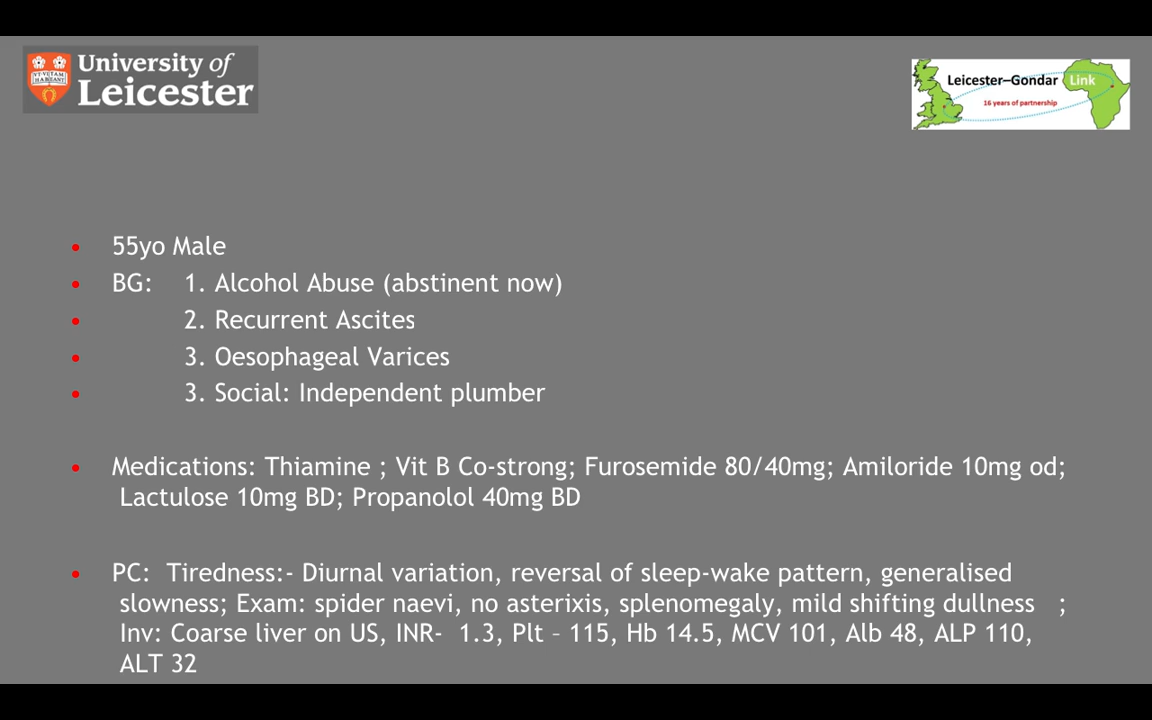 University of
Leicester
Leicester–Gondar Link
16 years of partnership
• 55yo Male
• BG: 1. Alcohol Abuse (abstinent now)
• 2. Recurrent Ascites
• 3. Oesophageal Varices
• 3. Social: Independent plumber
• Medications: Thiamine ; Vit B Co-strong; Furosemide 80/40mg; Amiloride 10mg od;
Lactulose 10mg BD; Propanolol 40mg BD
• PC: Tiredness:- Diurnal variation, reversal of sleep-wake pattern, generalised
slowness; Exam: spider naevi, no asterixis, splenomegaly, mild shifting dullness ;
Inv: Coarse liver on US, INR- 1.3, Plt – 115, Hb 14.5, MCV 101, Alb 48, ALP 110,
ALT 32